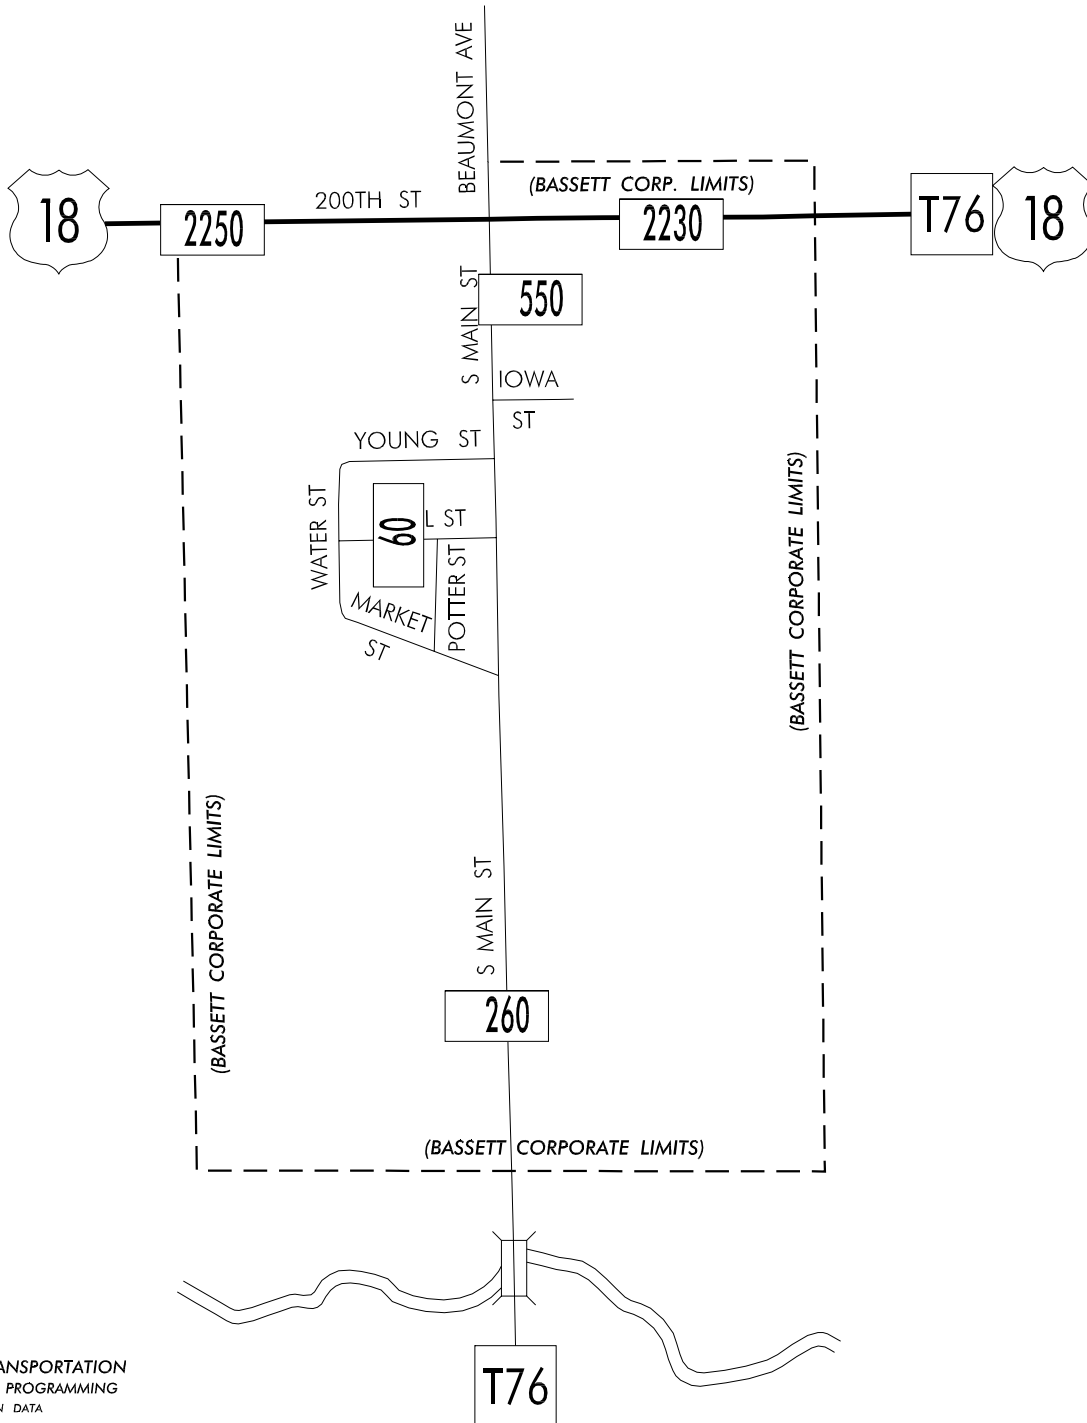 BEAUMONT AVE
(BASSETT CORP. LIMITS)
18
2250
200TH ST
2230
T76
18
S MAIN ST
550
IOWA
ST
YOUNG ST
WATER ST
60
L ST
POTTER ST
MARKET
ST
(BASSETT CORPORATE LIMITS)
(BASSETT CORPORATE LIMITS)
S MAIN ST
260
(BASSETT CORPORATE LIMITS)
T76
ANSPORTATION
PROGRAMMING
DATA